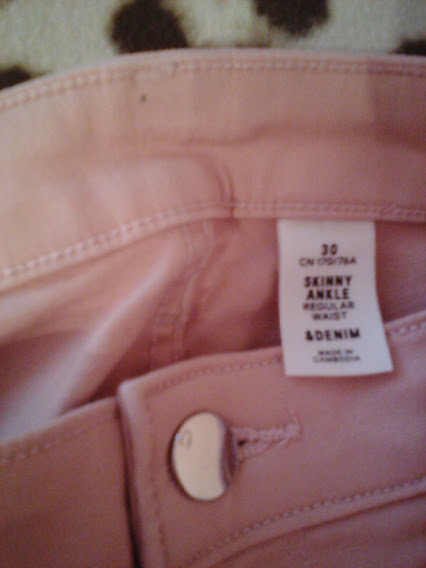 30
CN 170/76A
SKINNY
ANKLE
REGULAR
WAIST
&DENIM
MADE IN
CAMBODIA